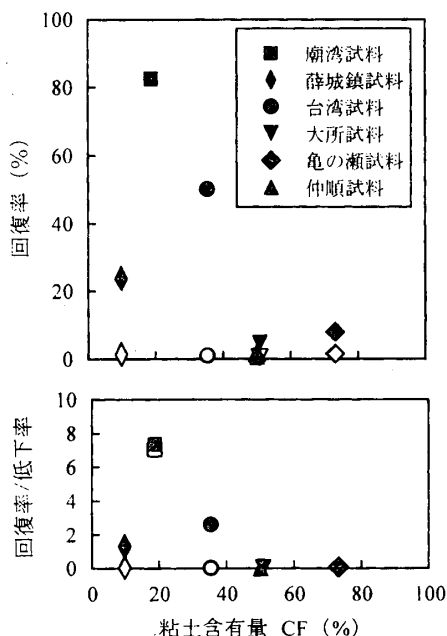 100
80
60
40
20
0
回復率 (%)
廟湾試料
薛城鎮試料
台湾試料
大所試料
亀の瀬試料
仲順試料
10
8
6
4
2
0
回復率/低下率
0 20 40 60 80 100
粘土含有量 CF (%)